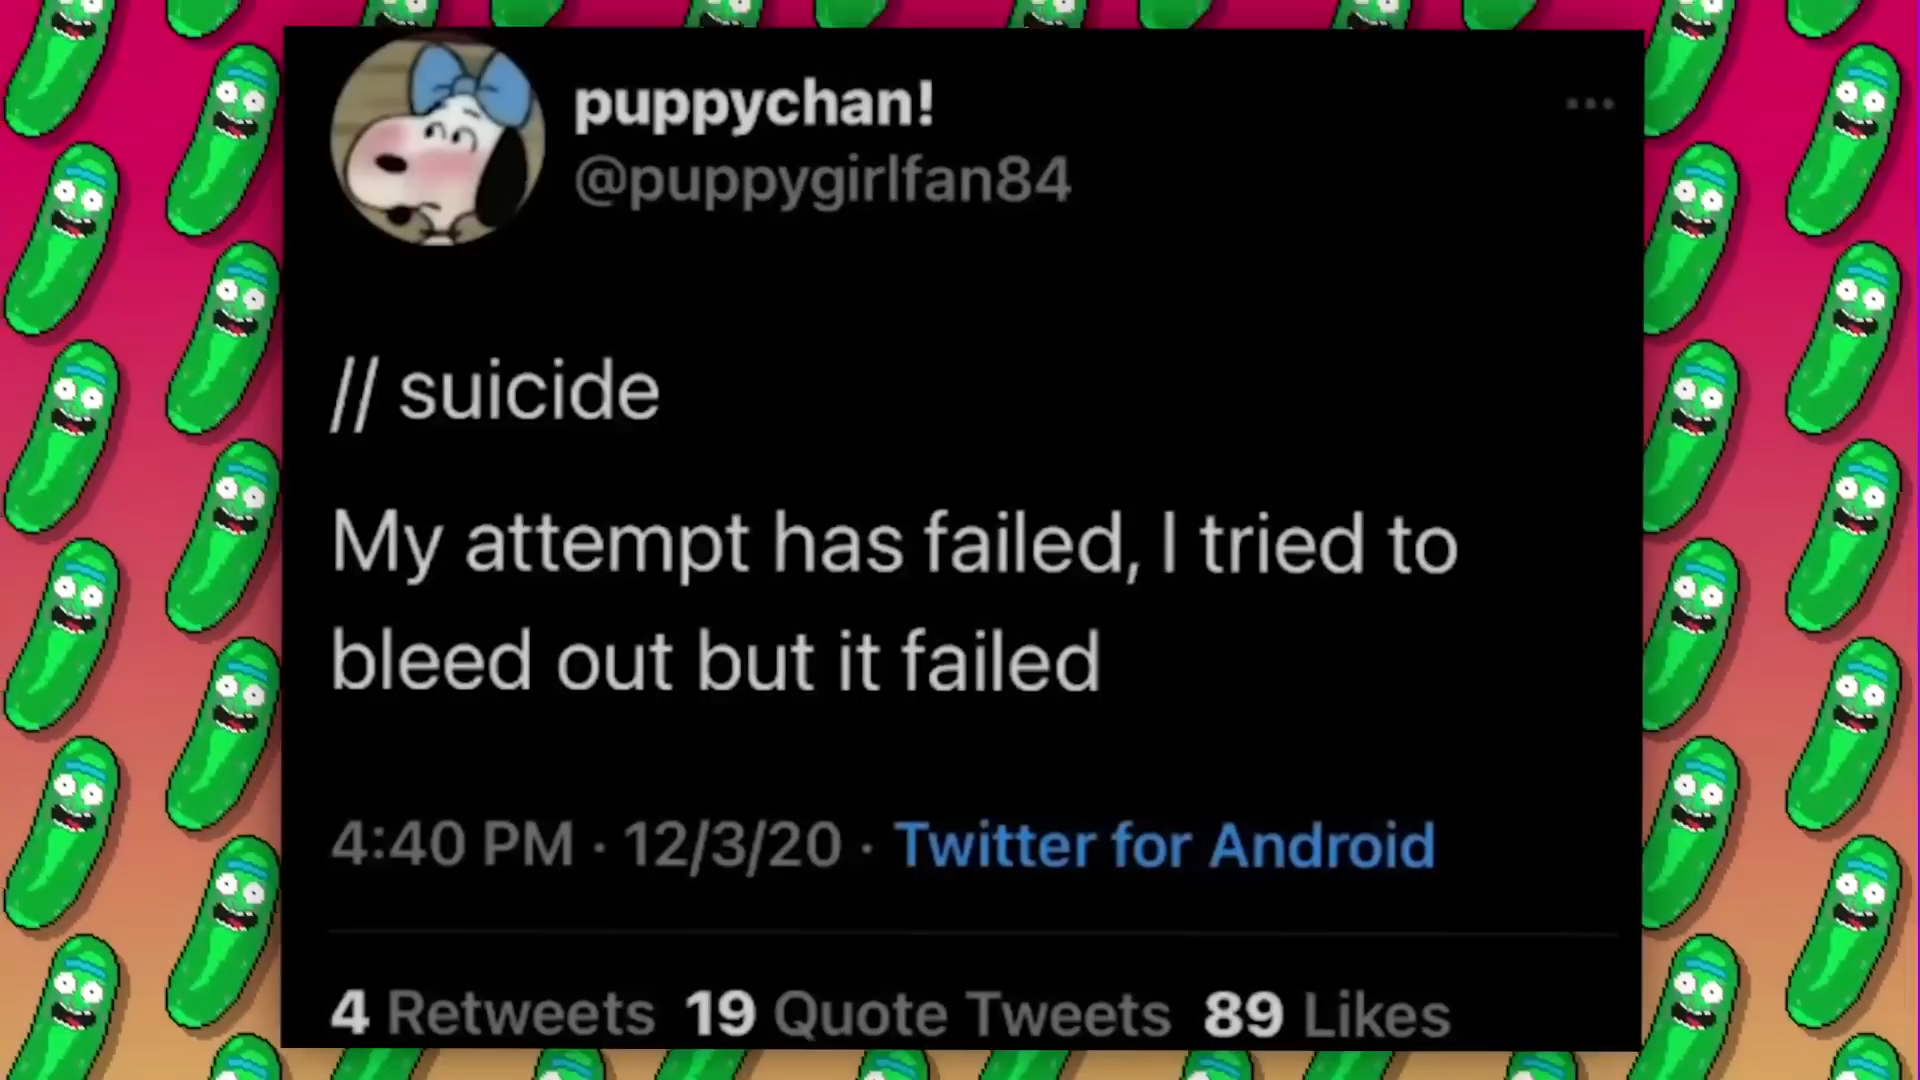 puppychan!
@puppygirlfan84
// suicide
My attempt has failed, I tried to
bleed out but it failed
4:40 PM · 12/3/20 · Twitter for Android
4 Retweets 19 Quote Tweets 89 Likes